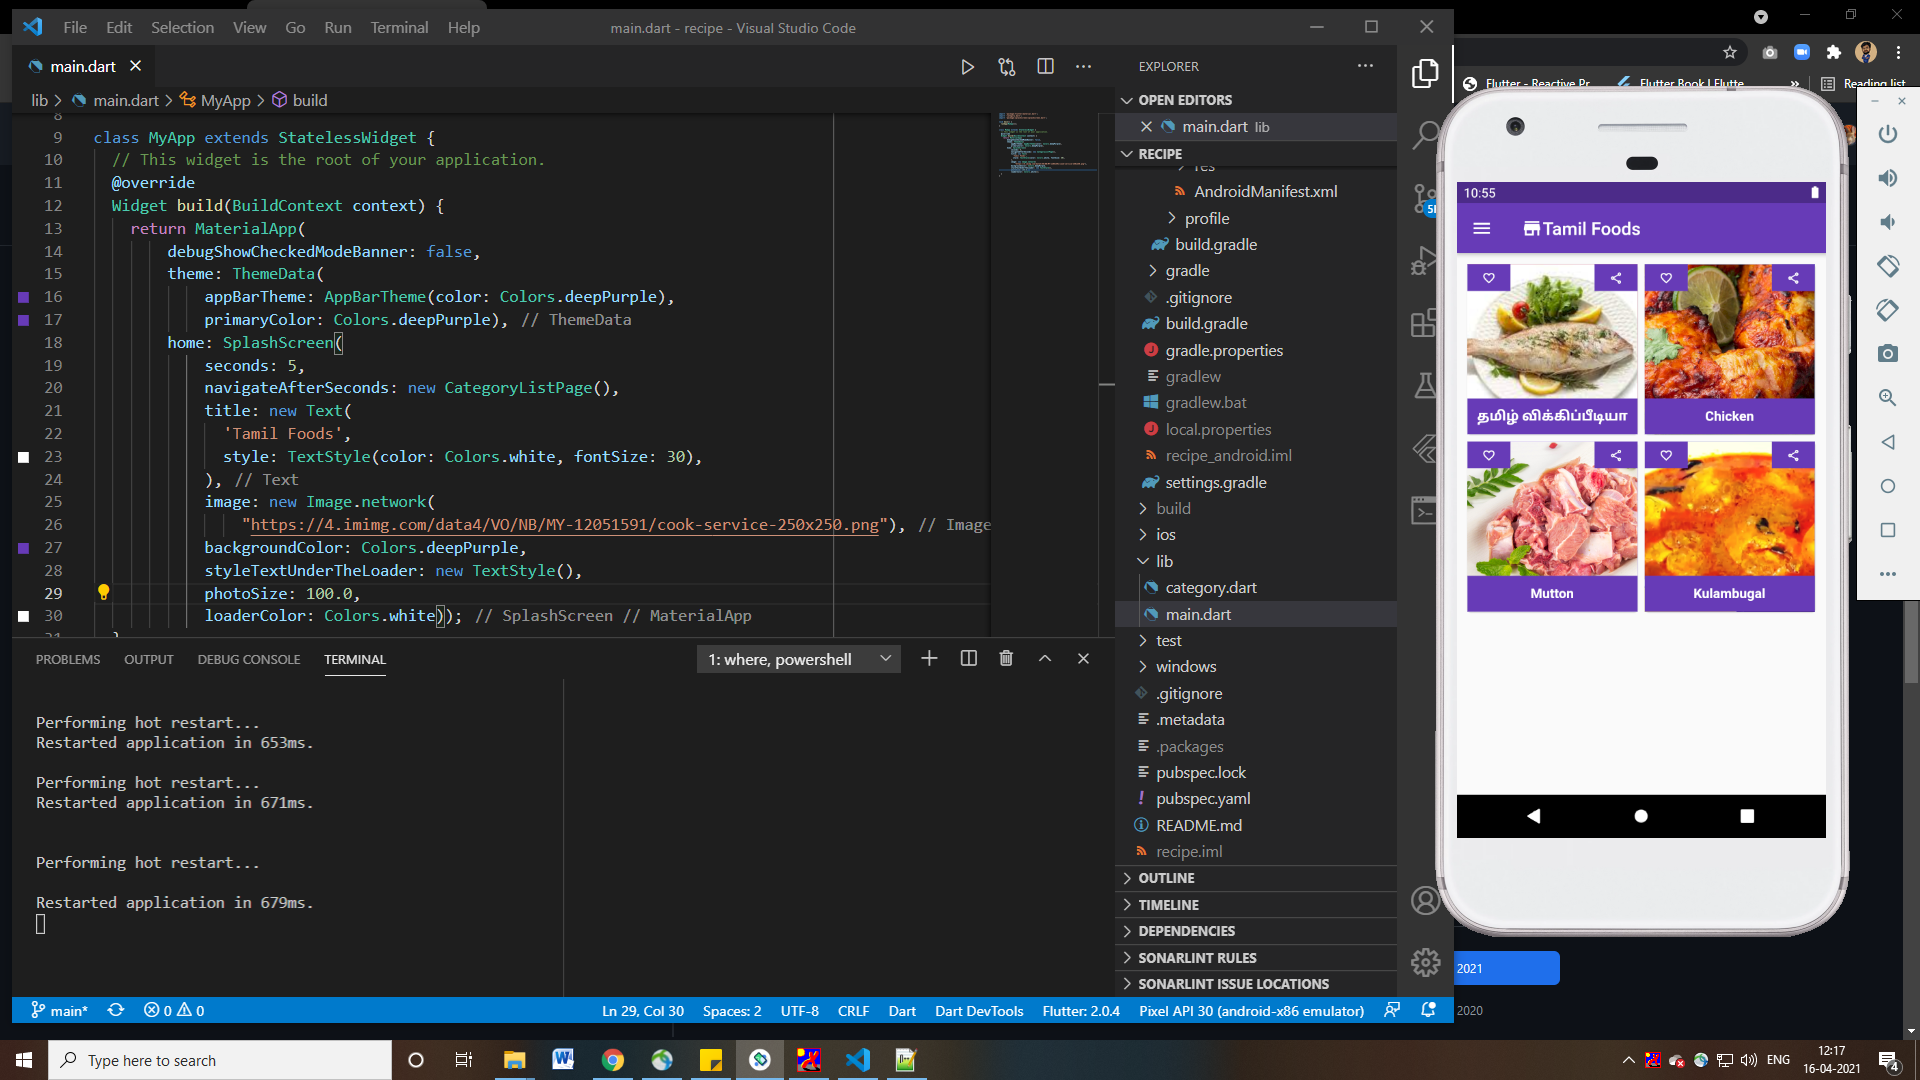 File Edit Selection View Go Run Terminal Help
main.dart - recipe - Visual Studio Code
main.dart
lib > main.dart > MyApp > build
8
9 class MyApp extends StatelessWidget {
10 // This widget is the root of your application.
11 @override
12 Widget build(BuildContext context) {
13 return MaterialApp(
14 debugShowCheckedModeBanner: false,
15 theme: ThemeData(
16 appBarTheme: AppBarTheme(color: Colors.deepPurple),
17 primaryColor: Colors.deepPurple), // ThemeData
18 home: SplashScreen(
19 seconds: 5,
20 navigateAfterSeconds: new CategoryListPage(),
21 title: new Text(
22 'Tamil Foods',
23 style: TextStyle(color: Colors.white, fontSize: 30),
24 ), // Text
25 image: new Image.network(
26 "https://4.imimg.com/data4/VO/NB/MY-12051591/cook-service-250x250.png"), // Image
27 backgroundColor: Colors.deepPurple,
28 styleTextUnderTheLoader: new TextStyle(),
29 photoSize: 100.0,
30 loaderColor: Colors.white)); // SplashScreen // MaterialApp
31 }
PROBLEMS OUTPUT DEBUG CONSOLE TERMINAL
1: where, powershell
Performing hot restart...
Restarted application in 653ms.
Performing hot restart...
Restarted application in 671ms.
Performing hot restart...
Restarted application in 679ms.
EXPLORER
OPEN EDITORS
main.dart lib
RECIPE
res
AndroidManifest.xml
profile
build.gradle
gradle
.gitignore
build.gradle
gradle.properties
gradlew
gradlew.bat
local.properties
recipe_android.iml
settings.gradle
build
ios
lib
category.dart
main.dart
test
windows
.gitignore
.metadata
.packages
pubspec.lock
pubspec.yaml
README.md
recipe.iml
OUTLINE
TIMELINE
DEPENDENCIES
SONARLINT RULES
SONARLINT ISSUE LOCATIONS
main* 0 0
Ln 29, Col 30 Spaces: 2 UTF-8 CRLF Dart Dart DevTools Flutter: 2.0.4 Pixel API 30 (android-x86 emulator)
Flutter - Reactive Pr
Flutter Book | Flutte
» Reading list
10:55
Tamil Foods
தமிழ் விக்கிப்பீடியா
Chicken
Mutton
Kulambugal
2021
2020
Type here to search
ENG
12:17
16-04-2021
4